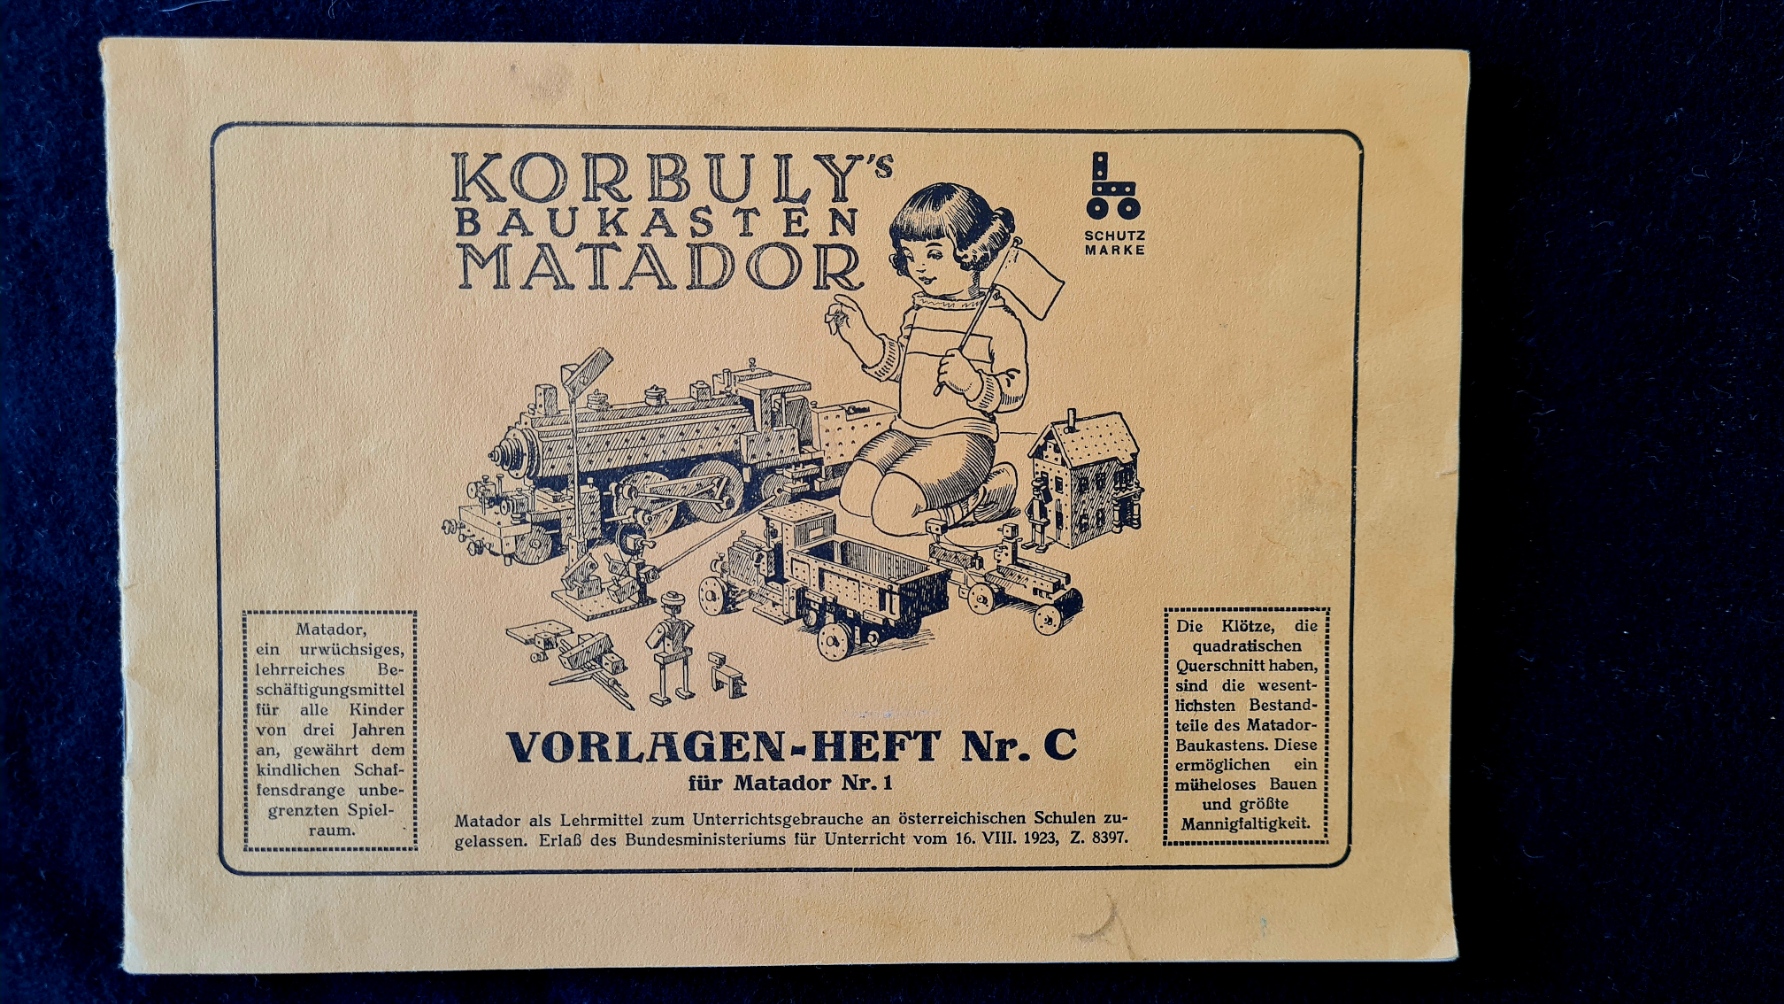 KORBULY's
BAUKASTEN
MATADOR
SCHUTZ
MARKE
Matador,
ein urwüchsiges,
lehrreiches Be-
schäftigungsmittel
für alle Kinder
von drei Jahren
an, gewährt dem
kindlichen Schaf-
fensdrange unbe-
grenzten Spiel-
raum.
VORLAGEN-HEFT Nr. C
für Matador Nr. 1
Matador als Lehrmittel zum Unterrichtsgebrauche an österreichischen Schulen zu-
gelassen. Erlaß des Bundesministeriums für Unterricht vom 16. VIII. 1923, Z. 8397.
Die Klötze, die
quadratischen
Querschnitt haben,
sind die wesent-
lichsten Bestand-
teile des Matador-
Baukastens. Diese
ermöglichen ein
müheloses Bauen
und größte
Mannigfaltigkeit.